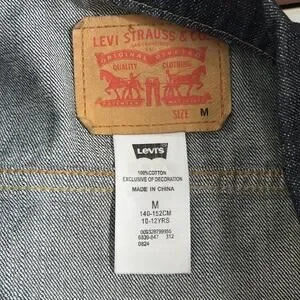 LEVI STRAUSS & CO.
ORIGINAL RIVETED
QUALITY CLOTHING
SIZE M
Levi's
100%COTTON
EXCLUSIVE OF DECORATION
MADE IN CHINA
M
140-152CM
10-12YRS
0824